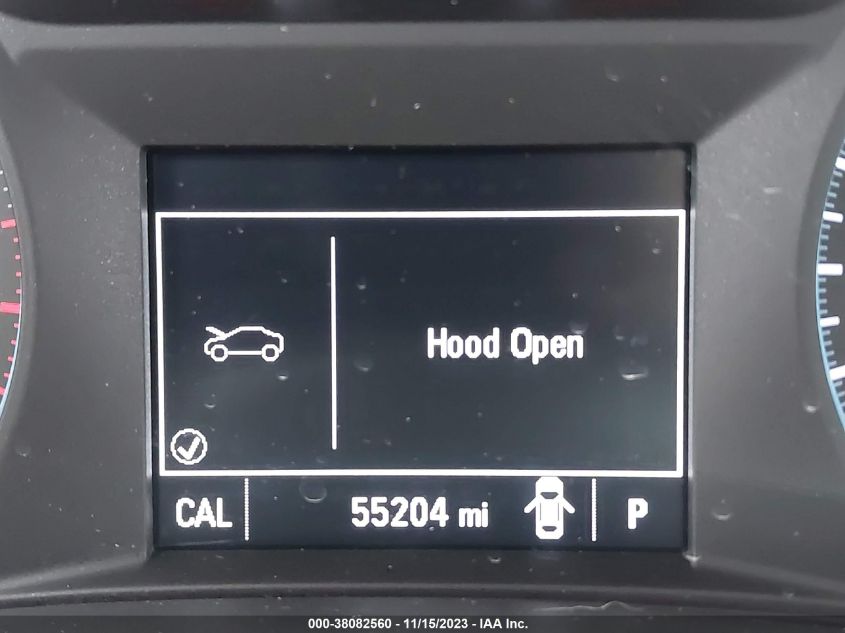 Hood Open
CAL 55204 mi P
000-38082560 - 11/15/2023 - IAA Inc.